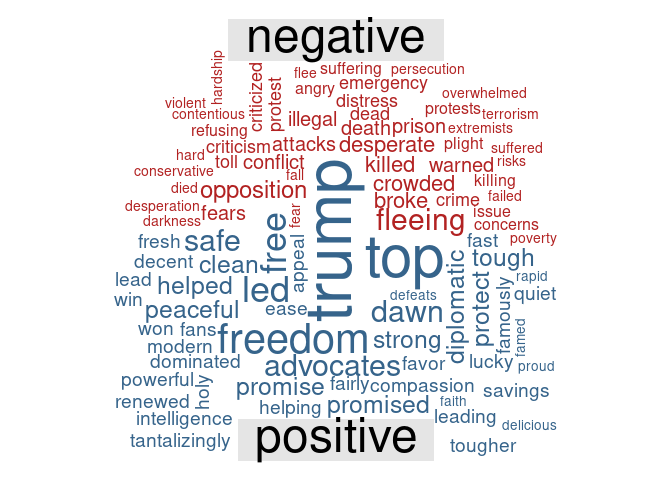 negative
hardship
flee
suffering
persecution
criticized
protest
angry
emergency
overwhelmed
violent
distress
contentious
illegal
dead
protests
terrorism
refusing
death
prison
extremists
criticism
attacks
desperate
plight
suffered
hard
toll
conflict
killed
warned
risks
conservative
fall
died
opposition
crowded
killing
desperation
fears
fear
broke
crime
failed
darkness
fleeing
issue
concerns
poverty
trump
top
fresh
safe
free
appeal
fast
tough
decent
clean
diplomatic
protect
rapid
lead
helped
led
defeats
famously
quiet
win
peaceful
ease
dawn
won
fans
freedom
strong
famed
modern
dominated
advocates
favor
lucky
proud
powerful
holy
promise
fairly
compassion
savings
renewed
helping
promised
faith
intelligence
leading
delicious
tantalizingly
positive
tougher